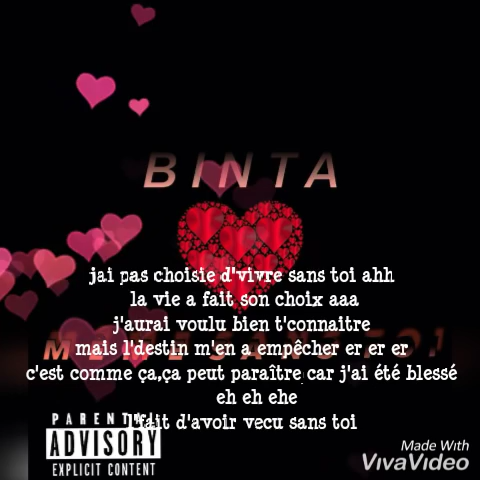 BINTA
jai pas choisie d'vivre sans toi ahh
la vie a fait son choix aaa
j'aurai voulu bien t'connaitre
mais l'destin m'en a empêcher er er er
c'est comme ça,ça peut paraître car j'ai été blessé
eh eh ehe
l'fait d'avoir vecu sans toi
PARENTAL
ADVISORY
EXPLICIT CONTENT
Made With
VivaVideo